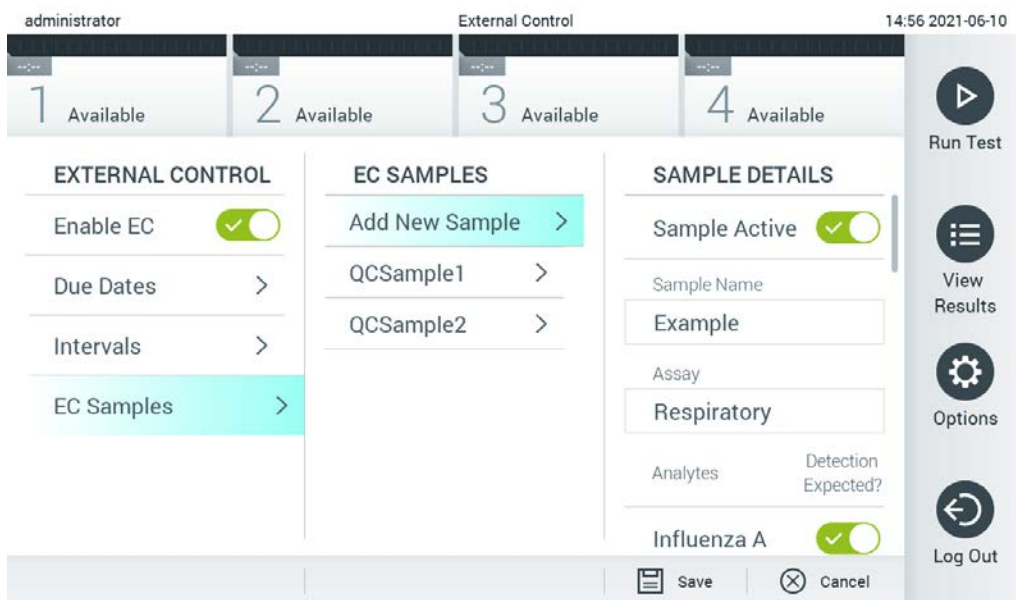 administrator
External Control
14:56 2021-06-10
--:--
--:--
--:--
--:--
1 Available
2 Available
3 Available
4 Available
EXTERNAL CONTROL
Enable EC
Due Dates
Intervals
EC Samples
EC SAMPLES
Add New Sample
QCSample1
QCSample2
SAMPLE DETAILS
Sample Active
Sample Name
Example
Assay
Respiratory
Analytes
Detection
Expected?
Influenza A
Save
Cancel
Run Test
View
Results
Options
Log Out